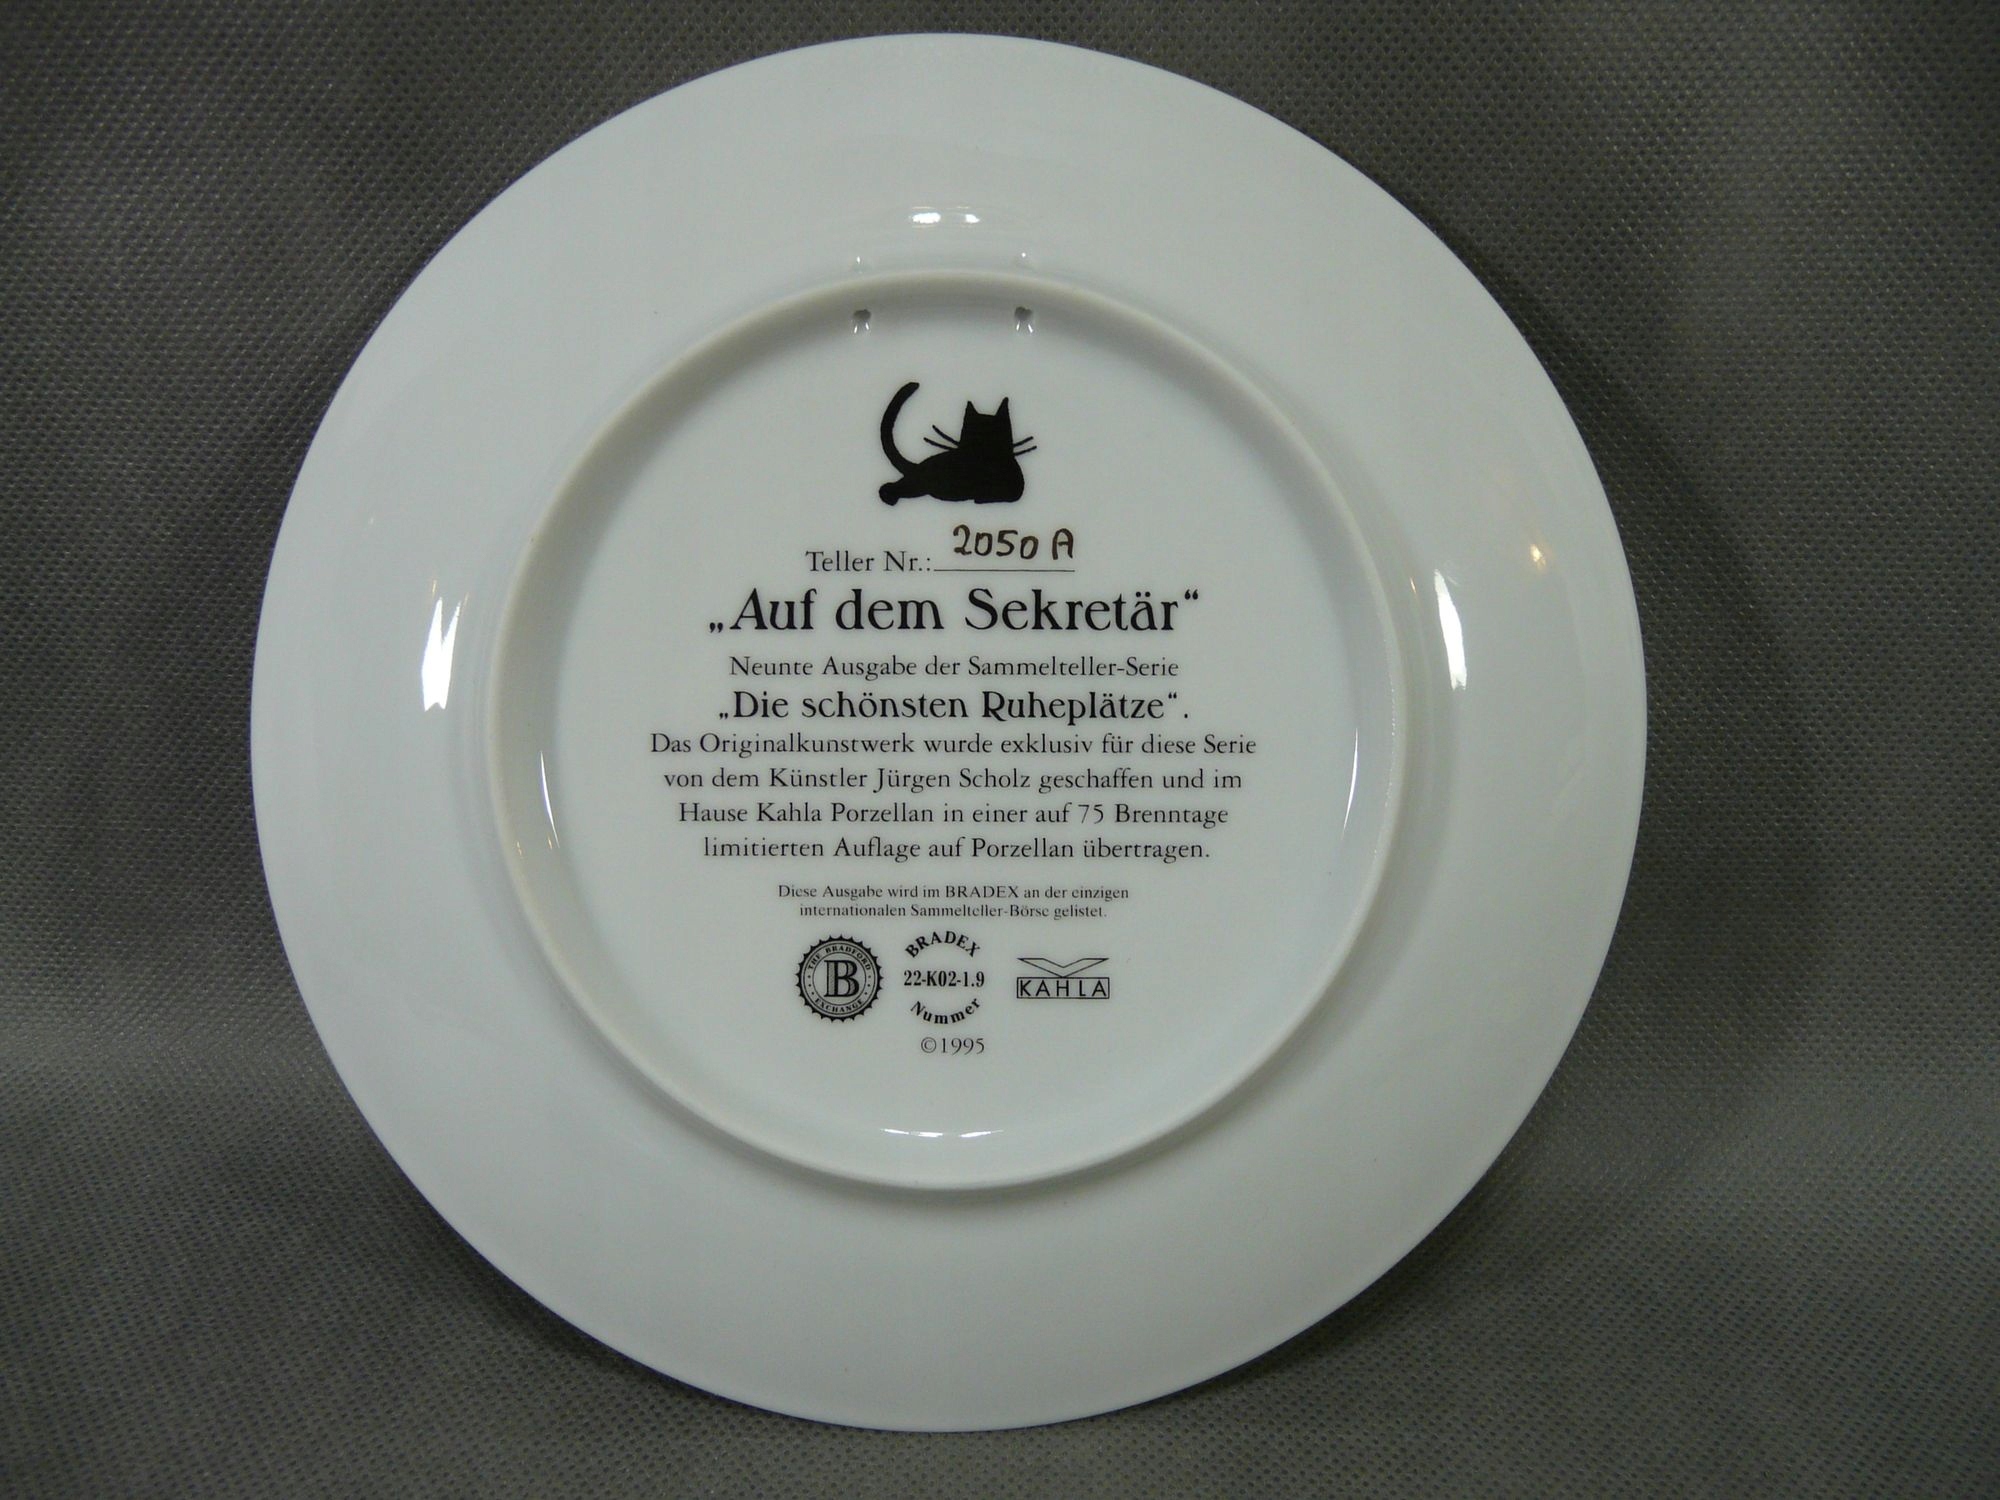 Teller Nr.: 2050 A
„Auf dem Sekretär“
Neunte Ausgabe der Sammelteller-Serie
„Die schönsten Ruheplätze“.
Das Originalkunstwerk wurde exklusiv für diese Serie
von dem Künstler Jürgen Scholz geschaffen und im
Hause Kahla Porzellan in einer auf 75 Brenntage
limitierten Auflage auf Porzellan übertragen.
Diese Ausgabe wird im BRADEX an der einzigen
internationalen Sammelteller-Börse gelistet.
THE BRADFORD
B
EXCHANGE
BRADEX
22-K02-1.9
Nummer
KAHLA
©1995